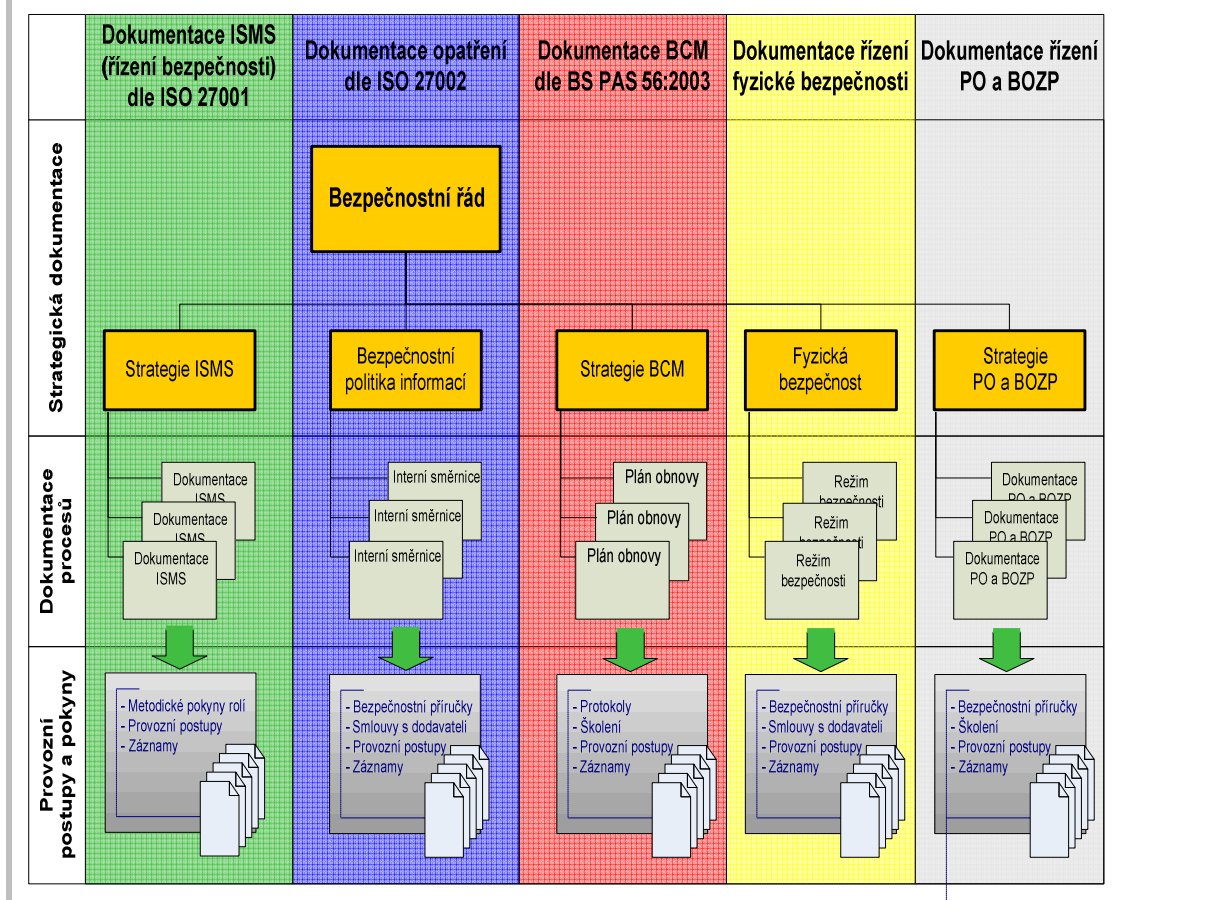 Dokumentace ISMS
(řízení bezpečnosti)
dle ISO 27001
Dokumentace opatření
dle ISO 27002
Dokumentace BCM
dle BS PAS 56:2003
Dokumentace řízení
fyzické bezpečnosti
Dokumentace řízení
PO a BOZP
Strategická dokumentace
Bezpečnostní řád
Strategie ISMS
Bezpečnostní
politika informací
Strategie BCM
Fyzická
bezpečnost
Strategie
PO a BOZP
Dokumentace
procesů
Dokumentace
ISMS
Dokumentace
ISMS
Dokumentace
ISMS
Interní směrnice
Interní směrnice
Interní směrnice
Plán obnovy
Plán obnovy
Plán obnovy
Režim
bezpečnosti
Režim
bezpečnosti
Režim
bezpečnosti
Dokumentace
PO a BOZP
Dokumentace
PO a BOZP
Dokumentace
PO a BOZP
Provozní
postupy a pokyny
- Metodické pokyny rolí
- Provozní postupy
- Záznamy
- Bezpečnostní příručky
- Smlouvy s dodavateli
- Provozní postupy
- Záznamy
- Protokoly
- Školení
- Provozní postupy
- Záznamy
- Bezpečnostní příručky
- Smlouvy s dodavateli
- Provozní postupy
- Záznamy
- Bezpečnostní příručky
- Školení
- Provozní postupy
- Záznamy